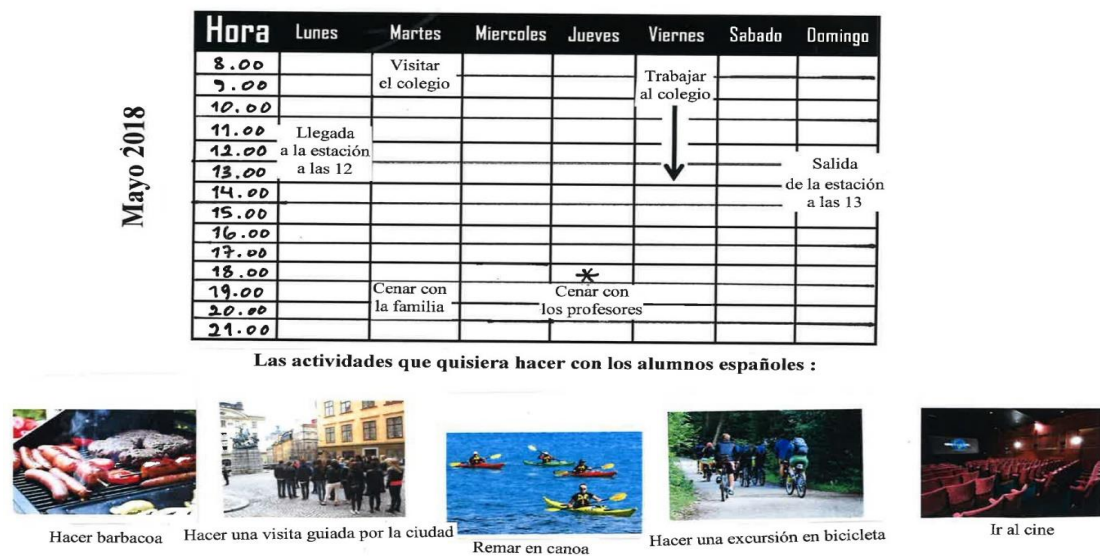 Mayo 2018
Hora Lunes Martes Miercoles Jueves Viernes Sabado Domingo
8.00
9.00
10.00
11.00
12.00
13.00
14.00
15.00
16.00
17.00
18.00
19.00
20.00
21.00
Llegada
a la estación
a las 12
Visitar
el colegio
Cenar con
la familia
*
Cenar con
los profesores
Trabajar
al colegio
Salida
de la estación
a las 13
Las actividades que quisiera hacer con los alumnos españoles :
Hacer barbacoa
Hacer una visita guiada por la ciudad
Remar en canoa
Hacer una excursión en bicicleta
Ir al cine